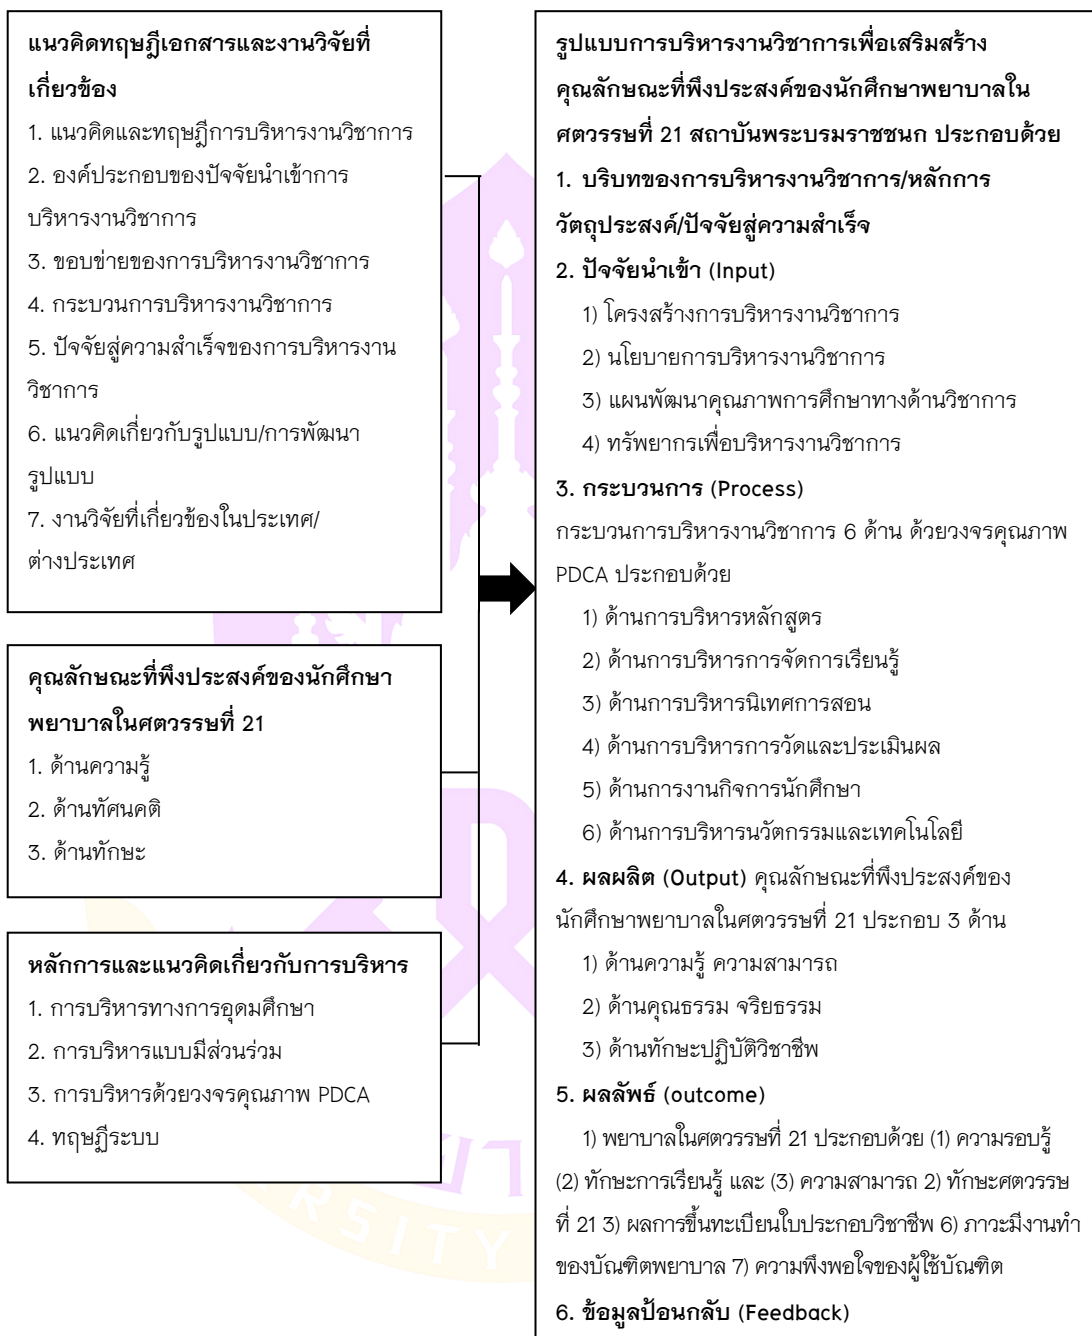 แนวคิดทฤษฎีเอกสารและงานวิจัยที่
เกี่ยวข้อง
1. แนวคิดและทฤษฎีการบริหารงานวิชาการ
2. องค์ประกอบของปัจจัยนำเข้าการ
บริหารงานวิชาการ
3. ขอบข่ายของการบริหารงานวิชาการ
4. กระบวนการบริหารงานวิชาการ
5. ปัจจัยสู่ความสำเร็จของการบริหารงาน
วิชาการ
6. แนวคิดเกี่ยวกับรูปแบบ/การพัฒนา
รูปแบบ
7. งานวิจัยที่เกี่ยวข้องในประเทศ/
ต่างประเทศ
คุณลักษณะที่พึงประสงค์ของนักศึกษา
พยาบาลในศตวรรษที่ 21
1. ด้านความรู้
2. ด้านทัศนคติ
3. ด้านทักษะ
หลักการและแนวคิดเกี่ยวกับการบริหาร
1. การบริหารทางการอุดมศึกษา
2. การบริหารแบบมีส่วนร่วม
3. การบริหารด้วยวงจรคุณภาพ PDCA
4. ทฤษฎีระบบ
รูปแบบการบริหารงานวิชาการเพื่อเสริมสร้าง
คุณลักษณะที่พึงประสงค์ของนักศึกษาพยาบาลใน
ศตวรรษที่ 21 สถาบันพระบรมราชชนก ประกอบด้วย
1. บริบทของการบริหารงานวิชาการ/หลักการ
วัตถุประสงค์/ปัจจัยสู่ความสำเร็จ
2. ปัจจัยนำเข้า (Input)
1) โครงสร้างการบริหารงานวิชาการ
2) นโยบายการบริหารงานวิชาการ
3) แผนพัฒนาคุณภาพการศึกษาทางด้านวิชาการ
4) ทรัพยากรเพื่อบริหารงานวิชาการ
3. กระบวนการ (Process)
กระบวนการบริหารงานวิชาการ 6 ด้าน ด้วยวงจรคุณภาพ
PDCA ประกอบด้วย
1) ด้านการบริหารหลักสูตร
2) ด้านการบริหารการจัดการเรียนรู้
3) ด้านการบริหารนิเทศการสอน
4) ด้านการบริหารการวัดและประเมินผล
5) ด้านการงานกิจการนักศึกษา
6) ด้านการบริหารนวัตกรรมและเทคโนโลยี
4. ผลผลิต (Output) คุณลักษณะที่พึงประสงค์ของ
นักศึกษาพยาบาลในศตวรรษที่ 21 ประกอบ 3 ด้าน
1) ด้านความรู้ ความสามารถ
2) ด้านคุณธรรม จริยธรรม
3) ด้านทักษะปฏิบัติวิชาชีพ
5. ผลลัพธ์ (outcome)
1) พยาบาลในศตวรรษที่ 21 ประกอบด้วย (1) ความรอบรู้
(2) ทักษะการเรียนรู้ และ (3) ความสามารถ 2) ทักษะศตวรรษ
ที่ 21 3) ผลการขึ้นทะเบียนใบประกอบวิชาชีพ 6) ภาวะมีงานทำ
ของบัณฑิตพยาบาล 7) ความพึงพอใจของผู้ใช้บัณฑิต
6. ข้อมูลป้อนกลับ (Feedback)